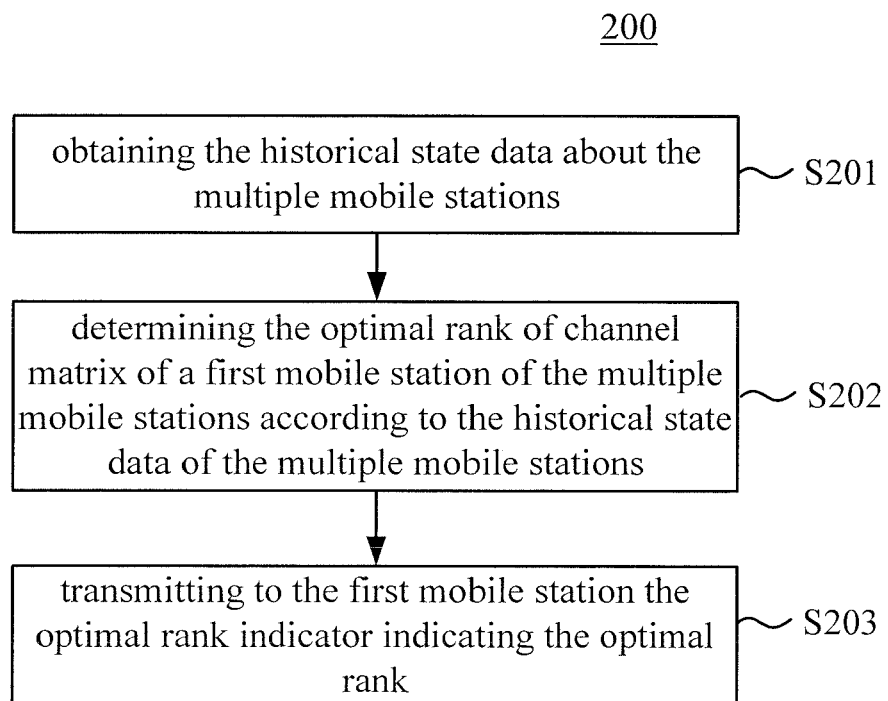 200
obtaining the historical state data about the
multiple mobile stations
S201
determining the optimal rank of channel
matrix of a first mobile station of the multiple
mobile stations according to the historical state
data of the multiple mobile stations
S202
transmitting to the first mobile station the
optimal rank indicator indicating the optimal
rank
S203